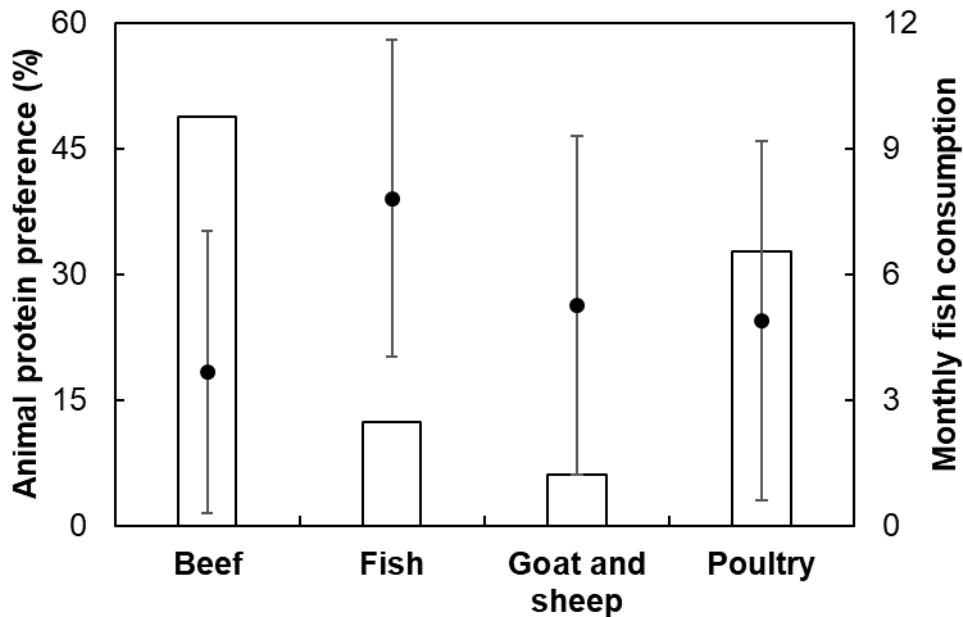 Animal protein preference (%)
60
45
30
15
0
12
9
6
3
0
Monthly fish consumption
Beef
Fish
Goat and
sheep
Poultry